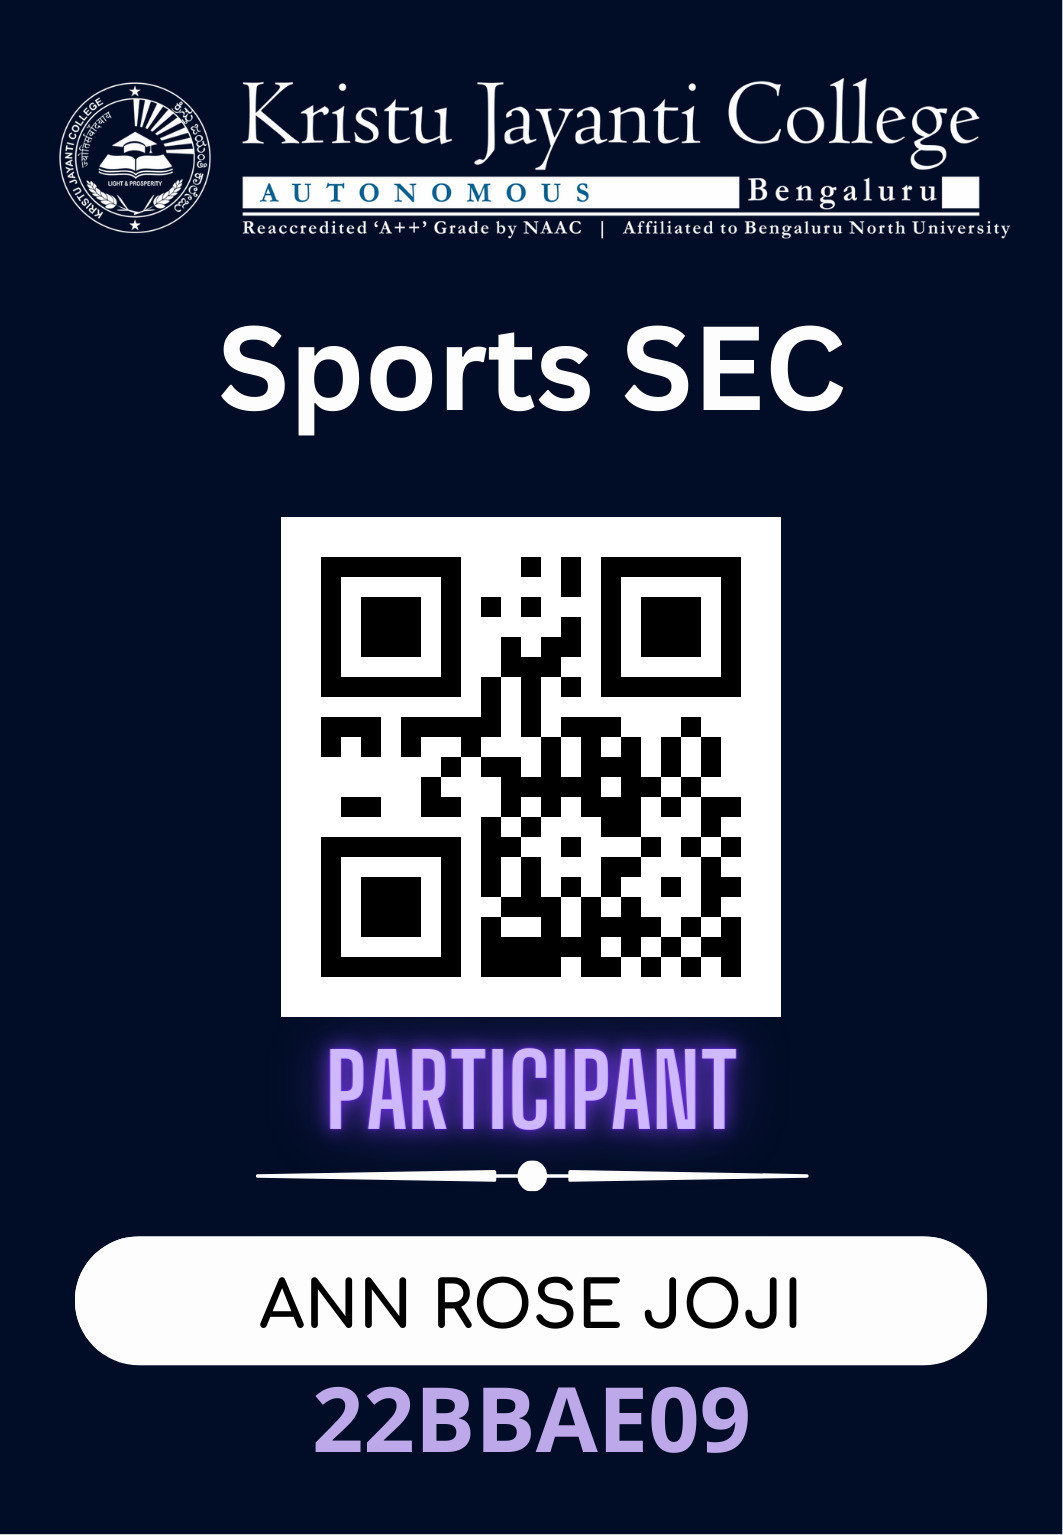 Kristu Jayanti College
AUTONOMOUS Bengaluru
Reaccredited ‘A++’ Grade by NAAC | Affiliated to Bengaluru North University
KRISTU JAYANTI COLLEGE
LIGHT & PROSPERITY
Sports SEC
PARTICIPANT
ANN ROSE JOJI
22BBAE09